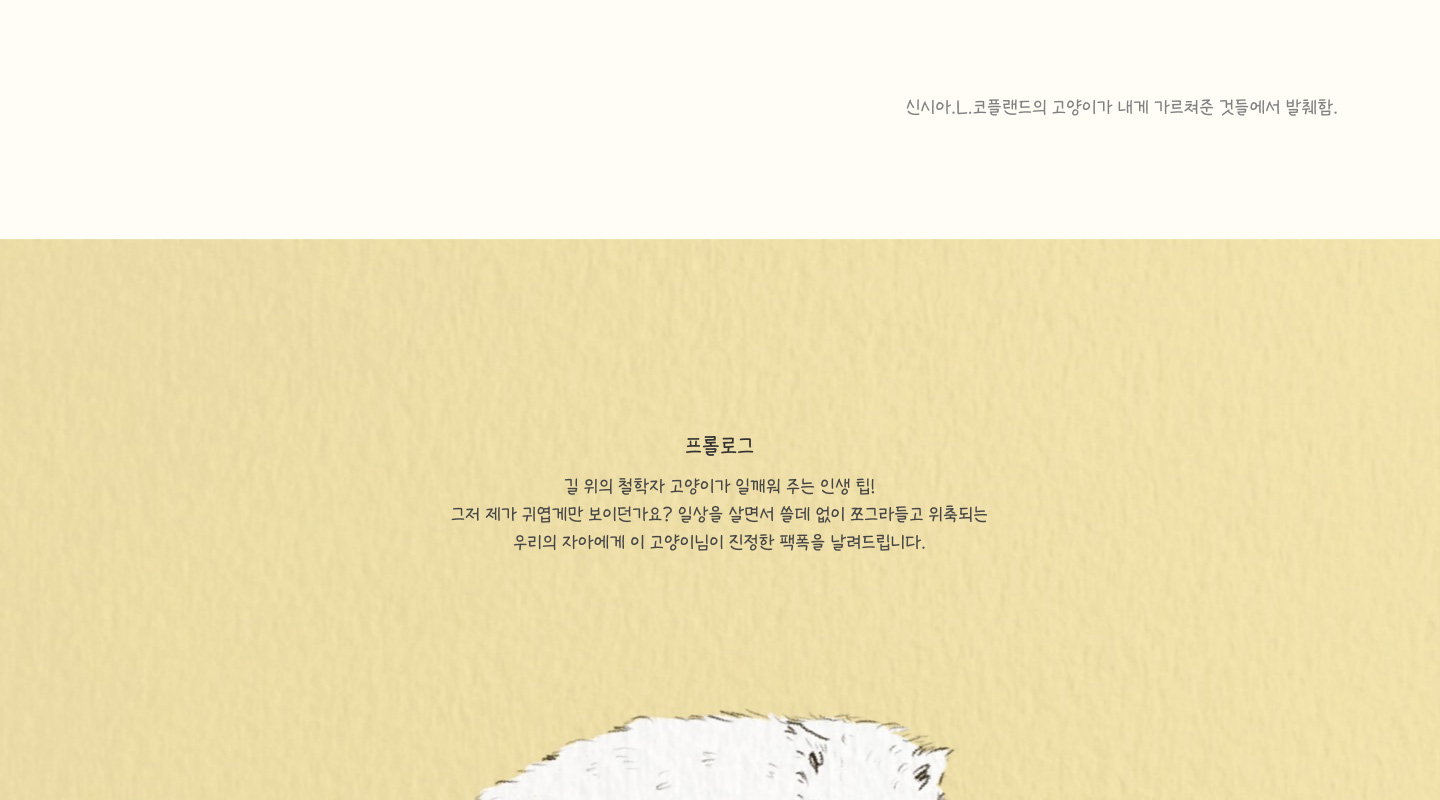 신시아.L.코플랜드의 고양이가 내게 가르쳐준 것들에서 발췌함.
프롤로그
길 위의 철학자 고양이가 일깨워 주는 인생 팁!
그저 제가 귀엽게만 보이던가요? 일상을 살면서 쓸데 없이 쪼그라들고 위축되는
우리의 자아에게 이 고양이님이 진정한 팩폭을 날려드립니다.